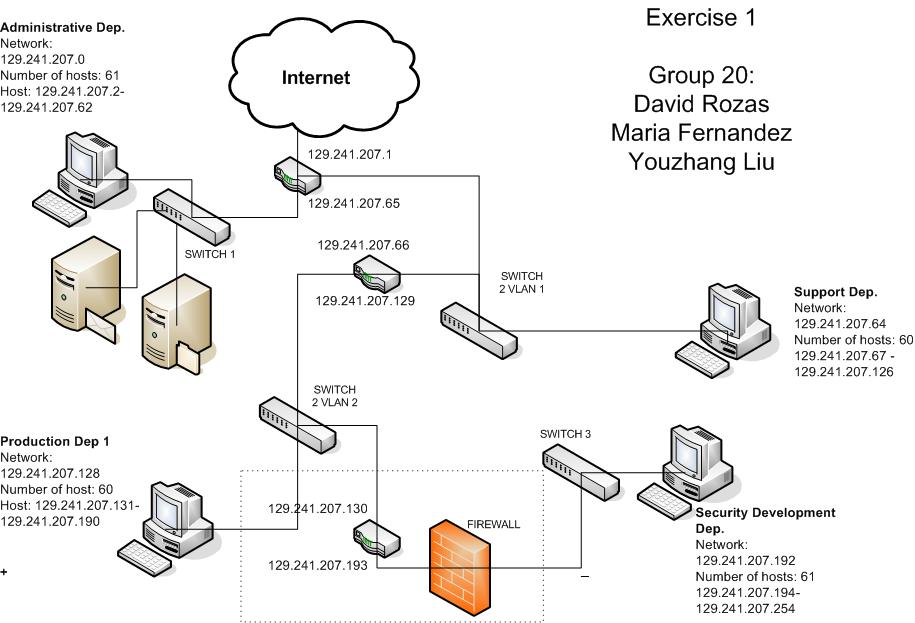 Exercise 1
Group 20:
David Rozas
Maria Fernandez
Youzhang Liu
Administrative Dep.
Network:
129.241.207.0
Number of hosts: 61
Host: 129.241.207.2-
129.241.207.62
Internet
129.241.207.1
129.241.207.65
SWITCH 1
129.241.207.66
129.241.207.129
SWITCH
2 VLAN 1
Support Dep.
Network:
129.241.207.64
Number of hosts: 60
129.241.207.67 -
129.241.207.126
SWITCH
2 VLAN 2
Production Dep 1
Network:
129.241.207.128
Number of host: 60
Host: 129.241.207.131-
129.241.207.190
+
129.241.207.130
129.241.207.193
FIREWALL
SWITCH 3
_
Security Development
Dep.
Network:
129.241.207.192
Number of hosts: 61
129.241.207.194-
129.241.207.254